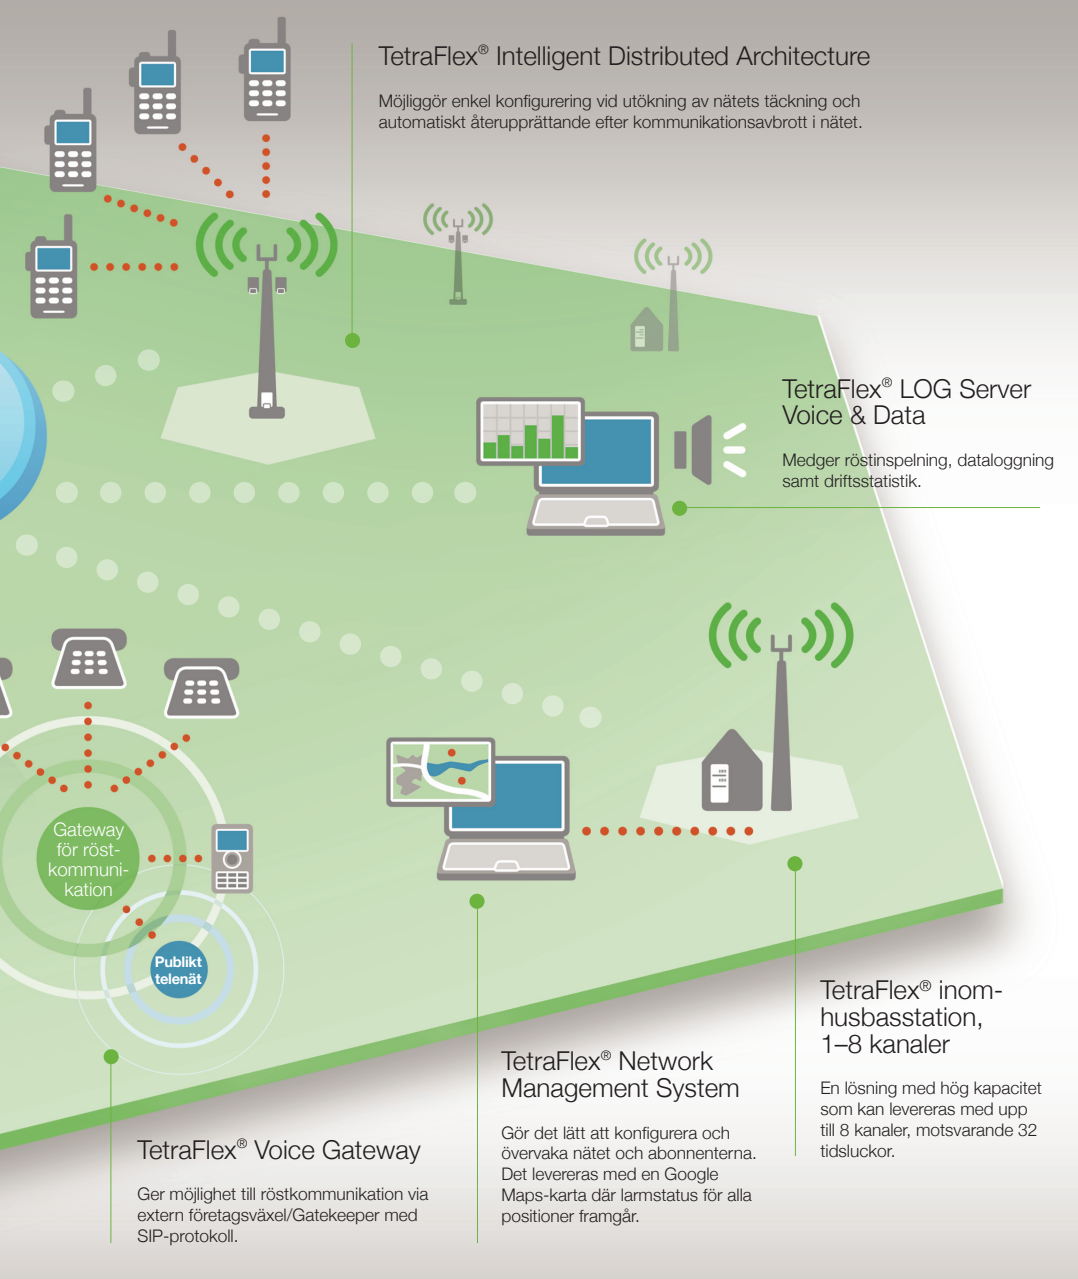 TetraFlex® Intelligent Distributed Architecture
Möjliggör enkel konfigurering vid utökning av nätets täckning och
automatiskt återupprättande efter kommunikationsavbrott i nätet.
TetraFlex® LOG Server
Voice & Data
Medger röstinspelning, dataloggning
samt driftsstatistik.
Gateway
för röst-
kommuni-
kation
Publikt
telenät
TetraFlex® inom-
husbasstation,
1–8 kanaler
En lösning med hög kapacitet
som kan levereras med upp
till 8 kanaler, motsvarande 32
tidsluckor.
TetraFlex® Network
Management System
Gör det lätt att konfigurera och
övervaka nätet och abonnenterna.
Det levereras med en Google
Maps-karta där larmstatus för alla
positioner framgår.
TetraFlex® Voice Gateway
Ger möjlighet till röstkommunikation via
extern företagsväxel/Gatekeeper med
SIP-protokoll.